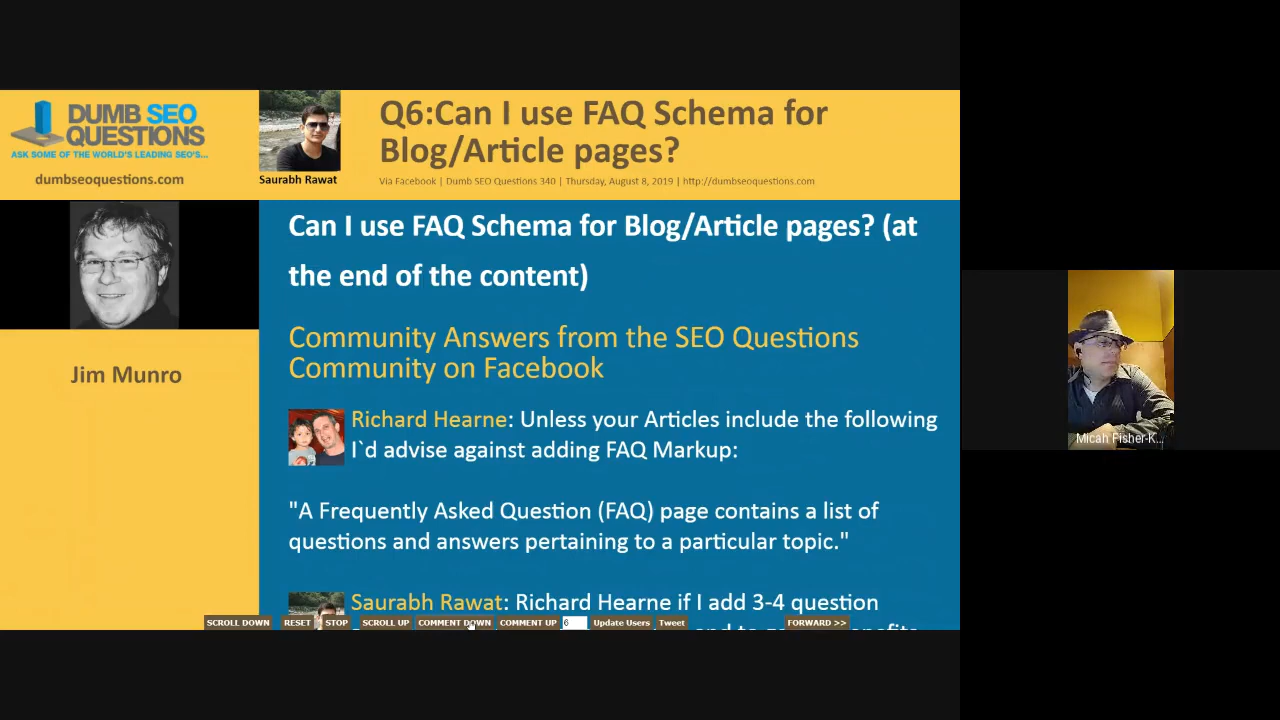 DUMB SEO
QUESTIONS
ASK SOME OF THE WORLD'S LEADING SEO'S...
dumbseoquestions.com
Saurabh Rawat
Q6:Can I use FAQ Schema for
Blog/Article pages?
Via Facebook | Dumb SEO Questions 340 | Thursday, August 8, 2019 | http://dumbseoquestions.com
Jim Munro
Can I use FAQ Schema for Blog/Article pages? (at
the end of the content)
Community Answers from the SEO Questions
Community on Facebook
Richard Hearne: Unless your Articles include the following
I`d advise against adding FAQ Markup:
"A Frequently Asked Question (FAQ) page contains a list of
questions and answers pertaining to a particular topic."
Saurabh Rawat: Richard Hearne if I add 3-4 question
SCROLL DOWN RESET STOP SCROLL UP COMMENT DOWN COMMENT UP 6 Update Users Tweet FORWARD >>
Micah Fisher-K...